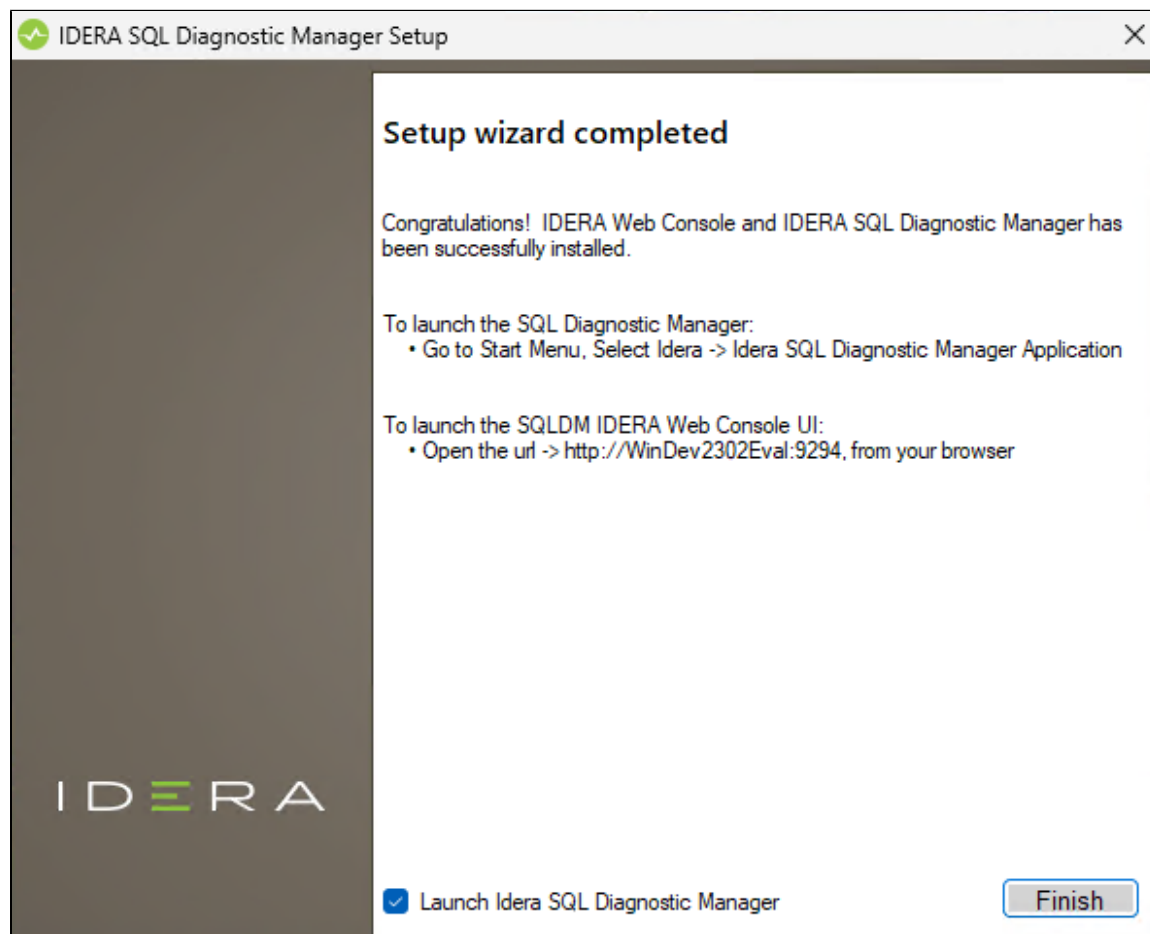 IDERA SQL Diagnostic Manager Setup
Setup wizard completed
Congratulations! IDERA Web Console and IDERA SQL Diagnostic Manager has
been successfully installed.
To launch the SQL Diagnostic Manager:
• Go to Start Menu, Select Idera -> Idera SQL Diagnostic Manager Application
To launch the SQLDM IDERA Web Console UI:
• Open the url -> http://WinDev2302Eval:9294, from your browser
IDERA
Launch Idera SQL Diagnostic Manager
Finish